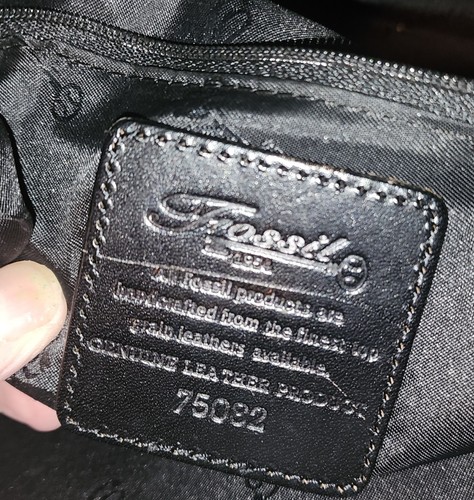 Fossil
All Fossil products are
handcrafted from the finest top
grain leathers available.
GENUINE LEATHER PRODUCT
75082